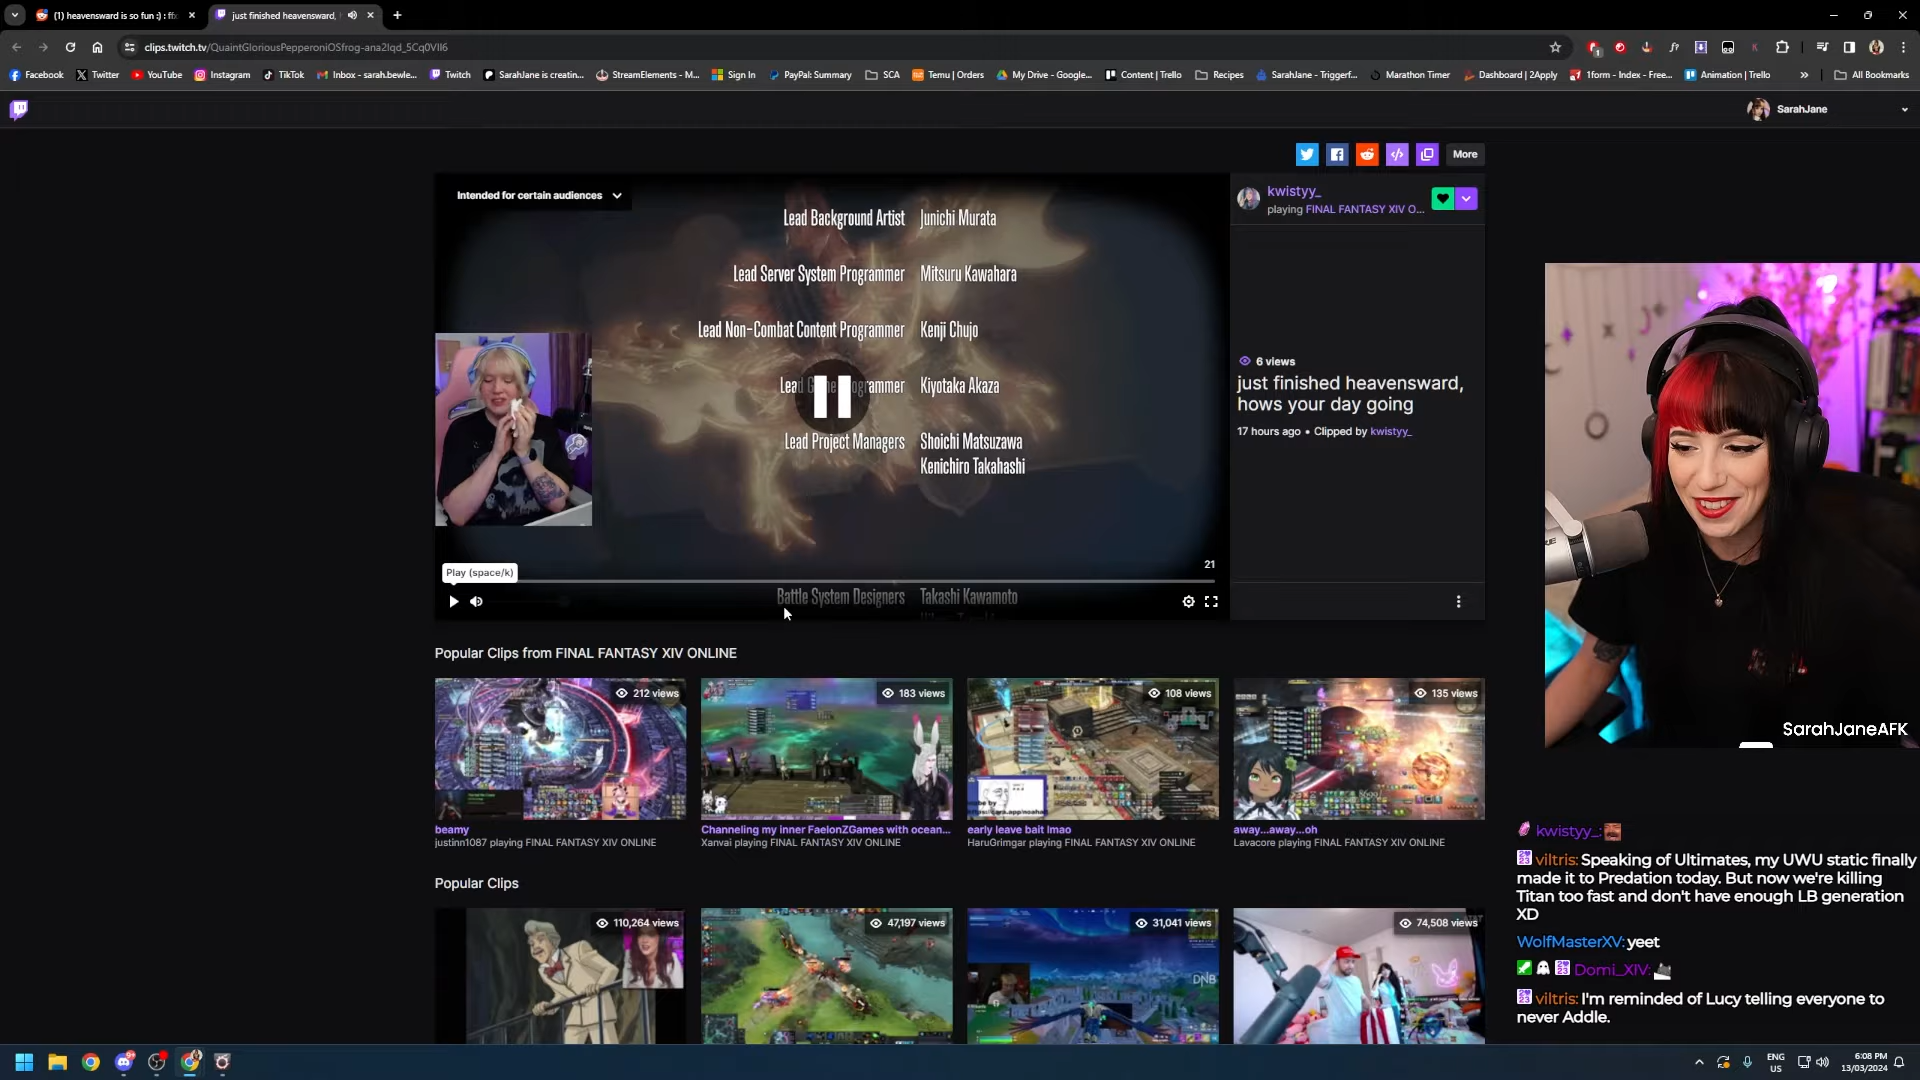 (1) heavensward is so fun :) : ffx
just finished heavensward,
clips.twitch.tv/QuaintGloriousPepperoniOSfrog-ana2lqd_5Cq0VII6
Facebook
Twitter
YouTube
Instagram
TikTok
Inbox - sarah.bewle...
Twitch
SarahJane is creatin...
StreamElements - M...
Sign In
PayPal: Summary
SCA
Temu | Orders
My Drive - Google...
Content | Trello
Recipes
SarahJane - Triggerf...
Marathon Timer
Dashboard | 2Apply
1form - Index - Free...
Animation | Trello
All Bookmarks
SarahJane
More
Intended for certain audiences
Lead Background Artist Junichi Murata
Lead Server System Programmer Mitsuru Kawahara
Lead Non-Combat Content Programmer Kenji Chujo
Kiyotaka Akaza
Lead Project Managers Shoichi Matsuzawa
Kenichiro Takahashi
Battle System Designers Takashi Kawamoto
21
Play (space/k)
kwistyy_
playing FINAL FANTASY XIV O...
6 views
just finished heavensward,
hows your day going
17 hours ago • Clipped by kwistyy_
Popular Clips from FINAL FANTASY XIV ONLINE
212 views
183 views
108 views
135 views
beamy
justinn1087 playing FINAL FANTASY XIV ONLINE
Channeling my inner FaelonZGames with ocean...
Xanvai playing FINAL FANTASY XIV ONLINE
early leave bait lmao
HaruGrimgar playing FINAL FANTASY XIV ONLINE
away...away...oh
Lavacore playing FINAL FANTASY XIV ONLINE
Popular Clips
110,264 views
47,197 views
31,041 views
74,508 views
DNB
SarahJaneAFK
kwistyy_:
viltris: Speaking of Ultimates, my UWU static finally
made it to Predation today. But now we're killing
Titan too fast and don't have enough LB generation
XD
WolfMasterXV: yeet
Domi_XIV:
viltris: I'm reminded of Lucy telling everyone to
never Addle.
ENG
US
6:08 PM
13/03/2024